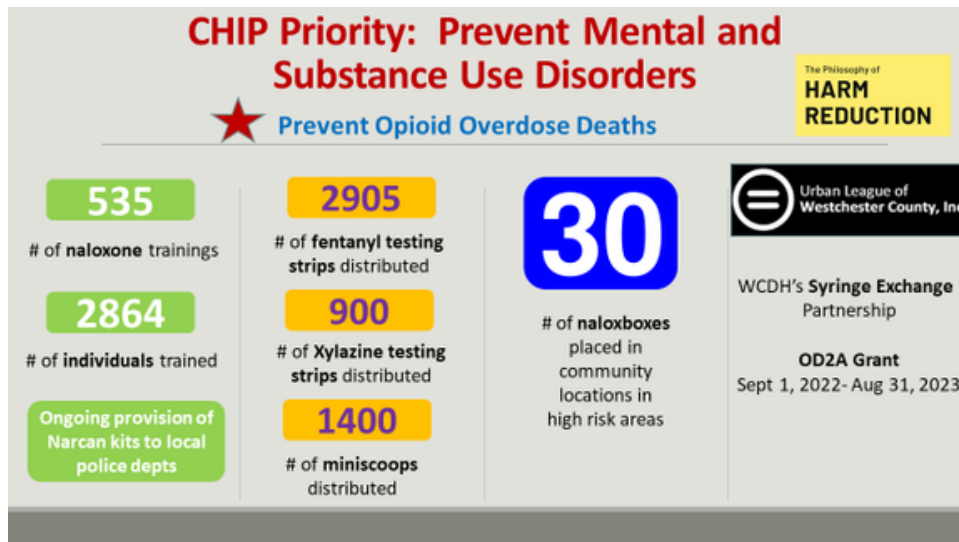 CHIP Priority:  Prevent Mental and
Substance Use Disorders
The Philosophy of
HARM
REDUCTION
Prevent Opioid Overdose Deaths
535
# of naloxone trainings
2864
# of individuals trained
Ongoing provision of
Narcan kits to local
police depts
2905
# of fentanyl testing
strips distributed
900
# of Xylazine testing
strips distributed
1400
# of miniscoops
distributed
30
# of naloxboxes
placed in
community
locations in
high risk areas
Urban League of
Westchester County, Inc
WCDH's Syringe Exchange
Partnership
OD2A Grant
Sept 1, 2022- Aug 31, 2023